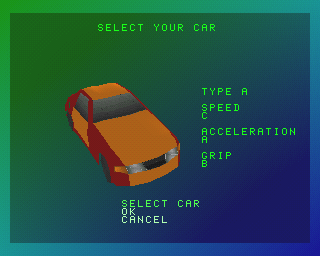 SELECT YOUR CAR
TYPE A
SPEED
C
ACCELERATION
A
GRIP
B
SELECT CAR
OK
CANCEL